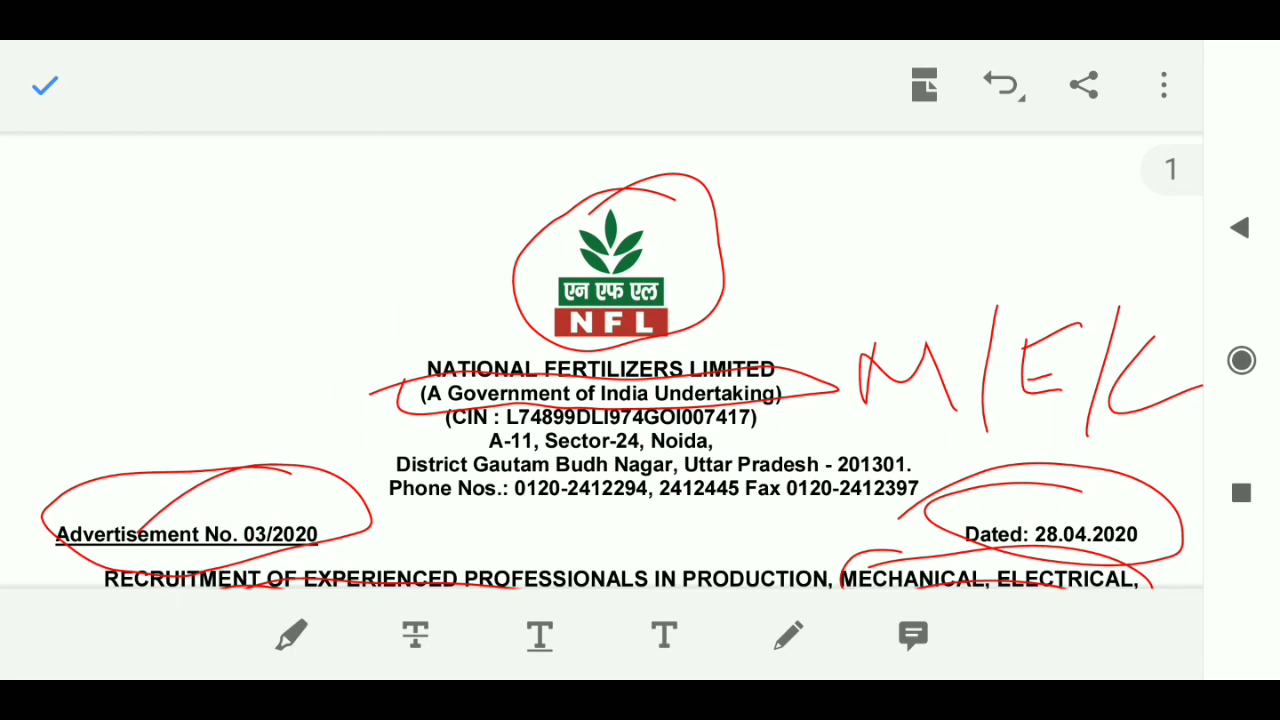 1
एन एफ एल
NFL
NATIONAL FERTILIZERS LIMITED
(A Government of India Undertaking)
(CIN : L74899DLI974GOI007417)
A-11, Sector-24, Noida,
District Gautam Budh Nagar, Uttar Pradesh - 201301.
Phone Nos.: 0120-2412294, 2412445 Fax 0120-2412397
M/E/C
Advertisement No. 03/2020 Dated: 28.04.2020
RECRUITMENT OF EXPERIENCED PROFESSIONALS IN PRODUCTION, MECHANICAL, ELECTRICAL,
T T T